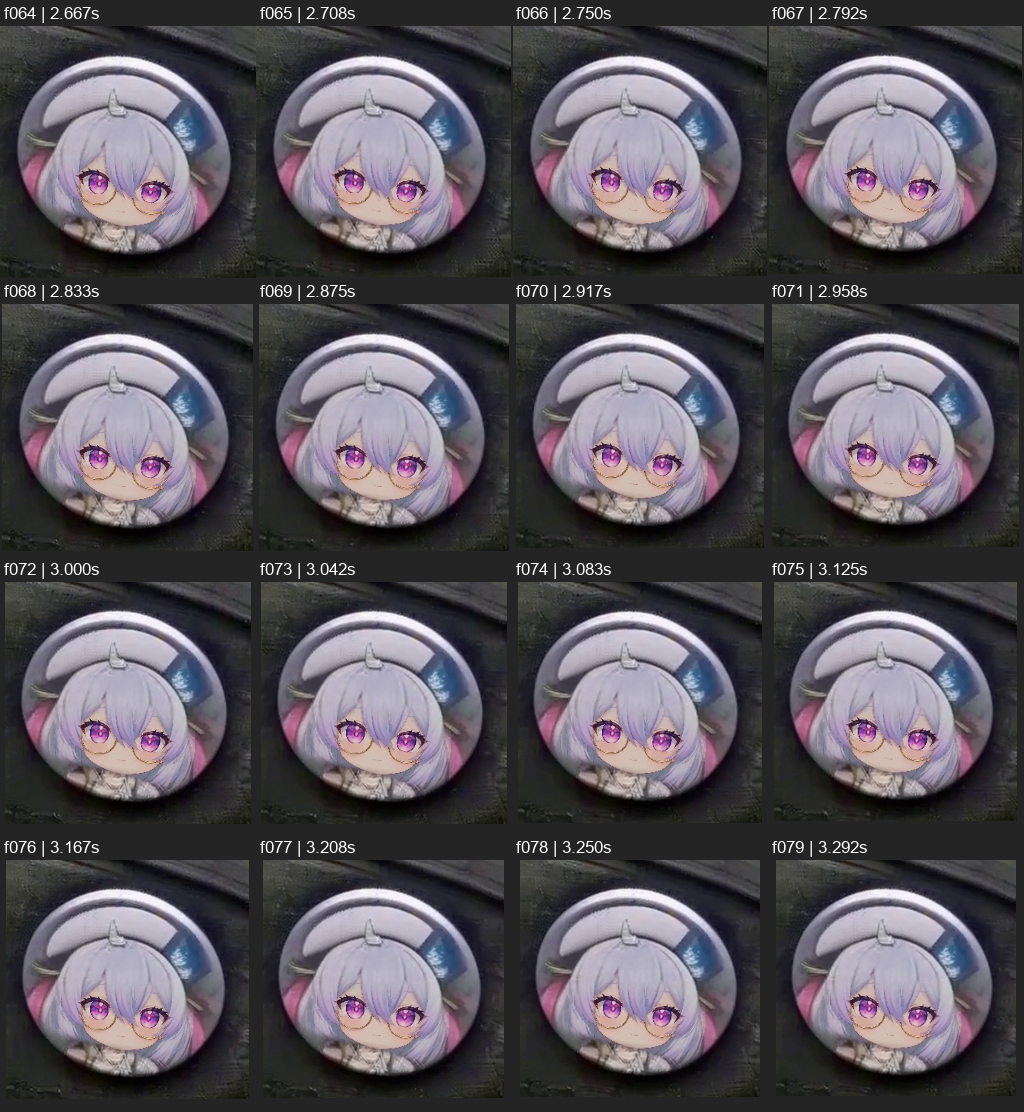 f064 | 2.667s
f065 | 2.708s
f066 | 2.750s
f067 | 2.792s
f068 | 2.833s
f069 | 2.875s
f070 | 2.917s
f071 | 2.958s
f072 | 3.000s
f073 | 3.042s
f074 | 3.083s
f075 | 3.125s
f076 | 3.167s
f077 | 3.208s
f078 | 3.250s
f079 | 3.292s